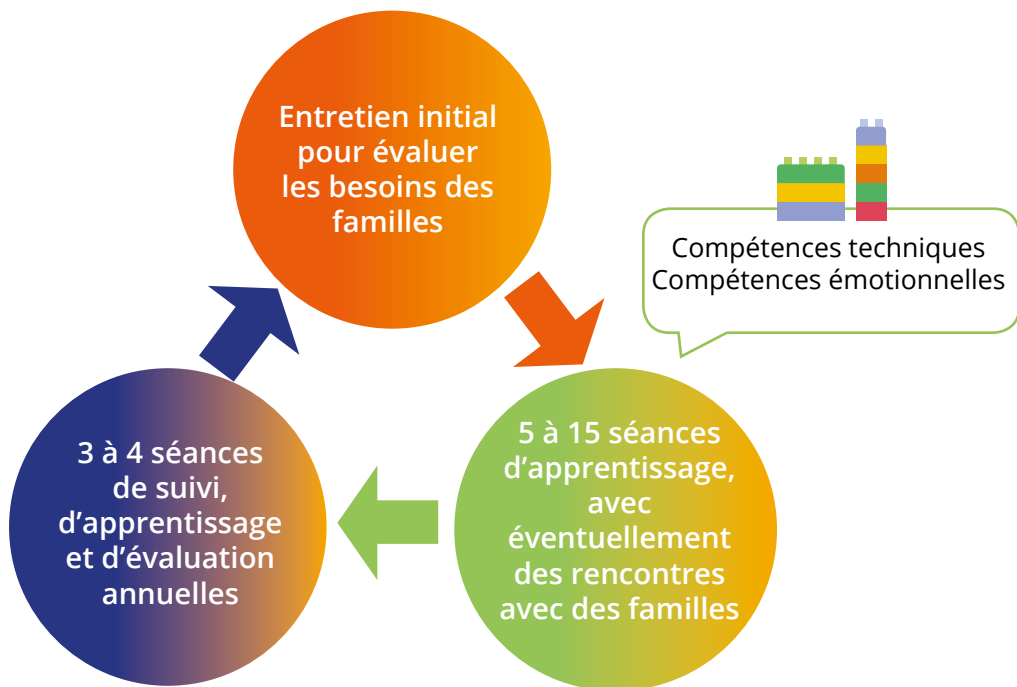 Entretien initial
pour évaluer
les besoins des
familles
Compétences techniques
Compétences émotionnelles
5 à 15 séances
d’apprentissage,
avec
éventuellement
des rencontres
avec des familles
3 à 4 séances
de suivi,
d’apprentissage
et d’évaluation
annuelles